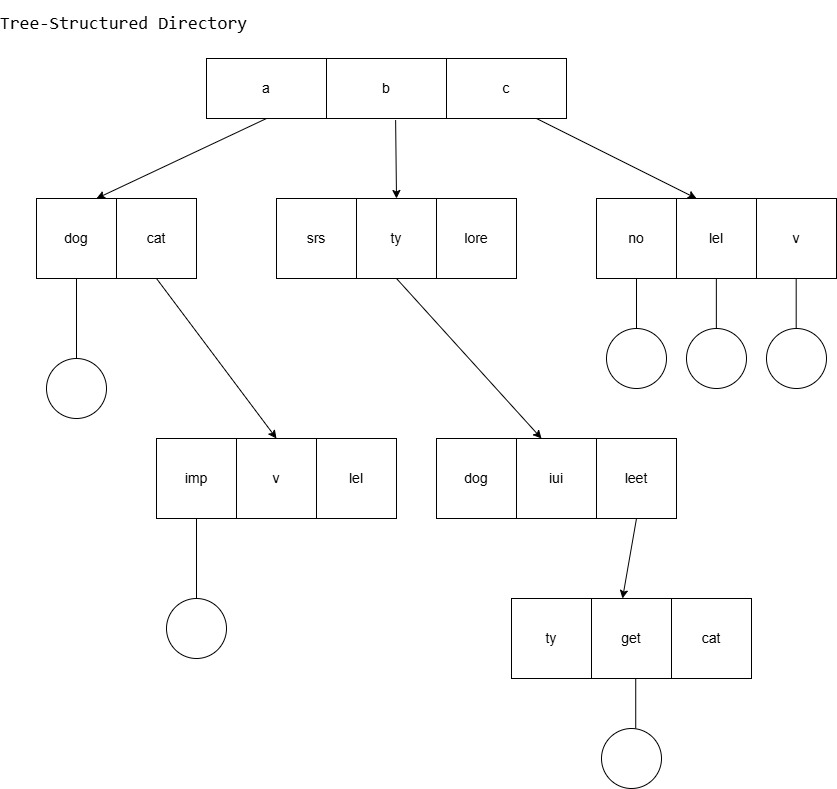 Tree-Structured Directory
a b c
dog cat
srs ty lore
no lel v
imp v lel
dog iui leet
ty get cat